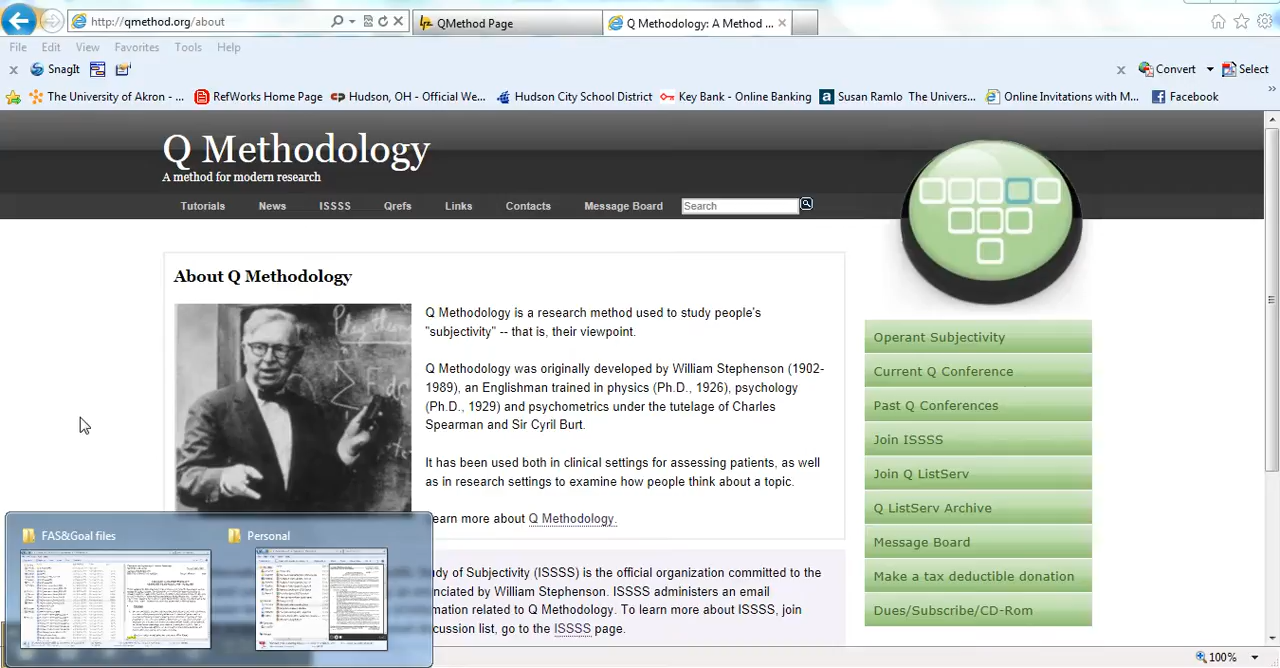 http://qmethod.org/about
QMethod Page
Q Methodology: A Method ...
File Edit View Favorites Tools Help
SnagIt
Convert
Select
The University of Akron - ...
RefWorks Home Page
Hudson, OH - Official We...
Hudson City School District
Key Bank - Online Banking
Susan Ramlo The Univers...
Online Invitations with M...
Facebook
Q Methodology
A method for modern research
Tutorials News ISSSS Qrefs Links Contacts Message Board Search
About Q Methodology
Q Methodology is a research method used to study people's
"subjectivity" -- that is, their viewpoint.
Q Methodology was originally developed by William Stephenson (1902-
1989), an Englishman trained in physics (Ph.D., 1926), psychology
(Ph.D., 1929) and psychometrics under the tutelage of Charles
Spearman and Sir Cyril Burt.
It has been used both in clinical settings for assessing patients, as well
as in research settings to examine how people think about a topic.
Learn more about Q Methodology.
Operant Subjectivity
Current Q Conference
Past Q Conferences
Join ISSSS
Join Q ListServ
Q ListServ Archive
Message Board
Make a tax deductible donation
Dues/Subscribe/CD-Rom
FAS&Goal files
Personal
Study of Subjectivity (ISSSS) is the official organization committed to the
William Stephenson. ISSSS administers an email
related to Q Methodology. To learn more about ISSSS, join
to the ISSSS page.
100%